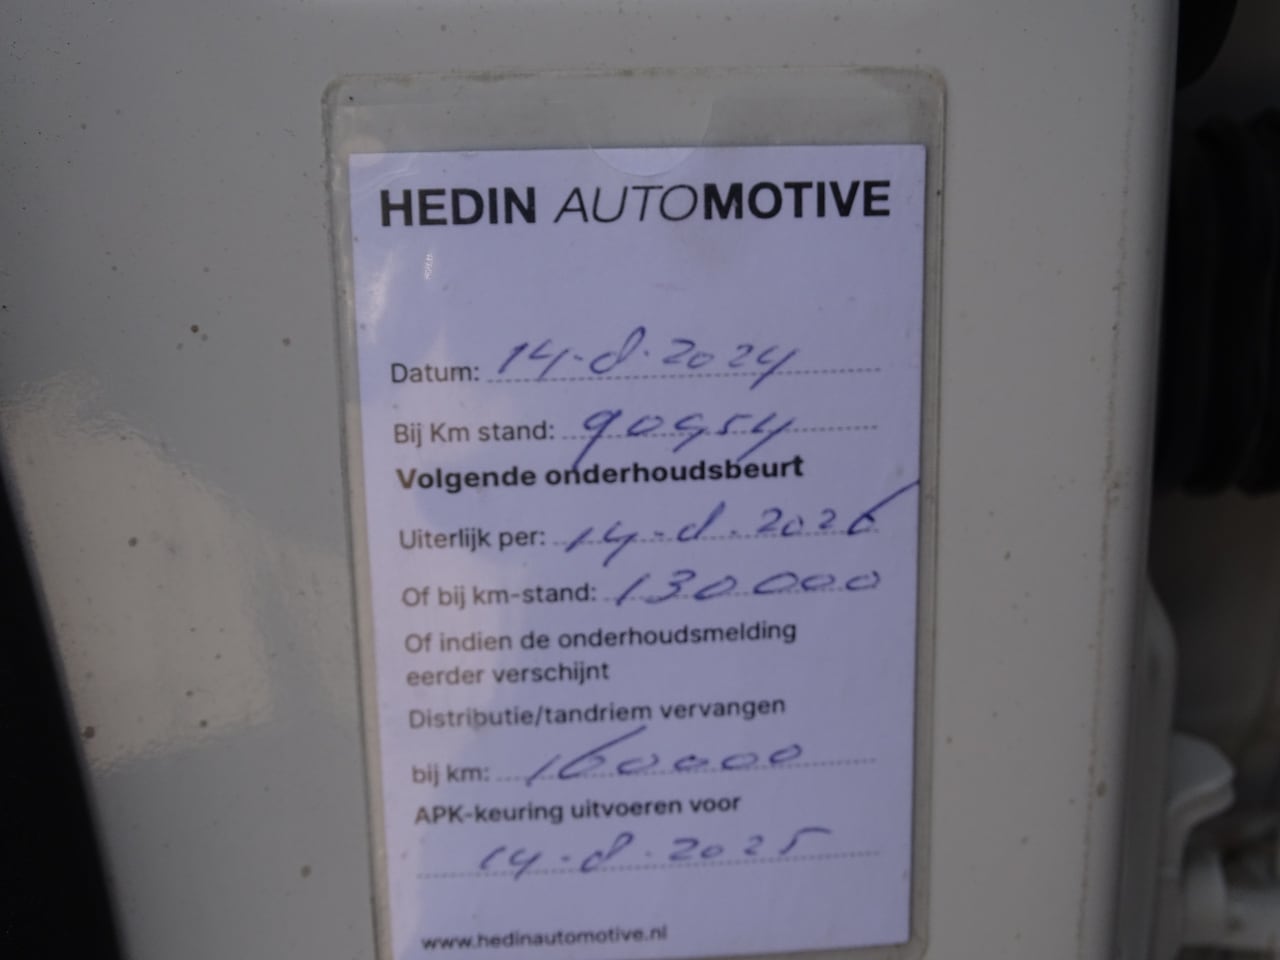 HEDIN AUTOMOTIVE
Datum: 14-8-2024
Bij Km stand: 90954
Volgende onderhoudsbeurt
Uiterlijk per: 14-8-2026
Of bij km-stand: 130000
Of indien de onderhoudsmelding
eerder verschijnt
Distributie/tandriem vervangen
bij km: 160000
APK-keuring uitvoeren voor
14-8-2025
www.hedinautomotive.nl